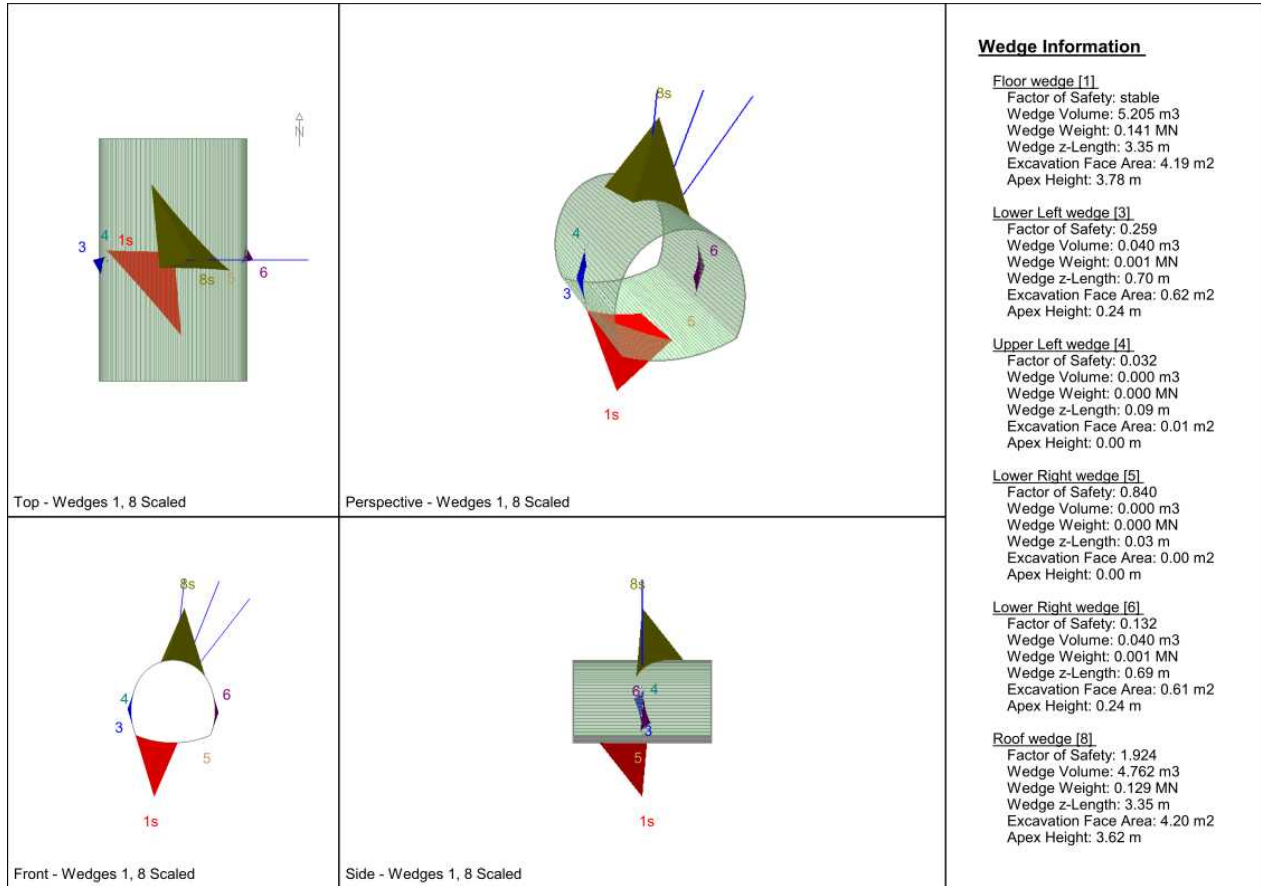 N
3
4
1s
8s
5
6
Top - Wedges 1, 8 Scaled
8s
4
6
3
5
1s
Perspective - Wedges 1, 8 Scaled
8s
4
6
3
5
1s
Front - Wedges 1, 8 Scaled
8s
6
4
3
5
1s
Side - Wedges 1, 8 Scaled
Wedge Information
Floor wedge [1]
Factor of Safety: stable
Wedge Volume: 5.205 m3
Wedge Weight: 0.141 MN
Wedge z-Length: 3.35 m
Excavation Face Area: 4.19 m2
Apex Height: 3.78 m
Lower Left wedge [3]
Factor of Safety: 0.259
Wedge Volume: 0.040 m3
Wedge Weight: 0.001 MN
Wedge z-Length: 0.70 m
Excavation Face Area: 0.62 m2
Apex Height: 0.24 m
Upper Left wedge [4]
Factor of Safety: 0.032
Wedge Volume: 0.000 m3
Wedge Weight: 0.000 MN
Wedge z-Length: 0.09 m
Excavation Face Area: 0.01 m2
Apex Height: 0.00 m
Lower Right wedge [5]
Factor of Safety: 0.840
Wedge Volume: 0.000 m3
Wedge Weight: 0.000 MN
Wedge z-Length: 0.03 m
Excavation Face Area: 0.00 m2
Apex Height: 0.00 m
Lower Right wedge [6]
Factor of Safety: 0.132
Wedge Volume: 0.040 m3
Wedge Weight: 0.001 MN
Wedge z-Length: 0.69 m
Excavation Face Area: 0.61 m2
Apex Height: 0.24 m
Roof wedge [8]
Factor of Safety: 1.924
Wedge Volume: 4.762 m3
Wedge Weight: 0.129 MN
Wedge z-Length: 3.35 m
Excavation Face Area: 4.20 m2
Apex Height: 3.62 m